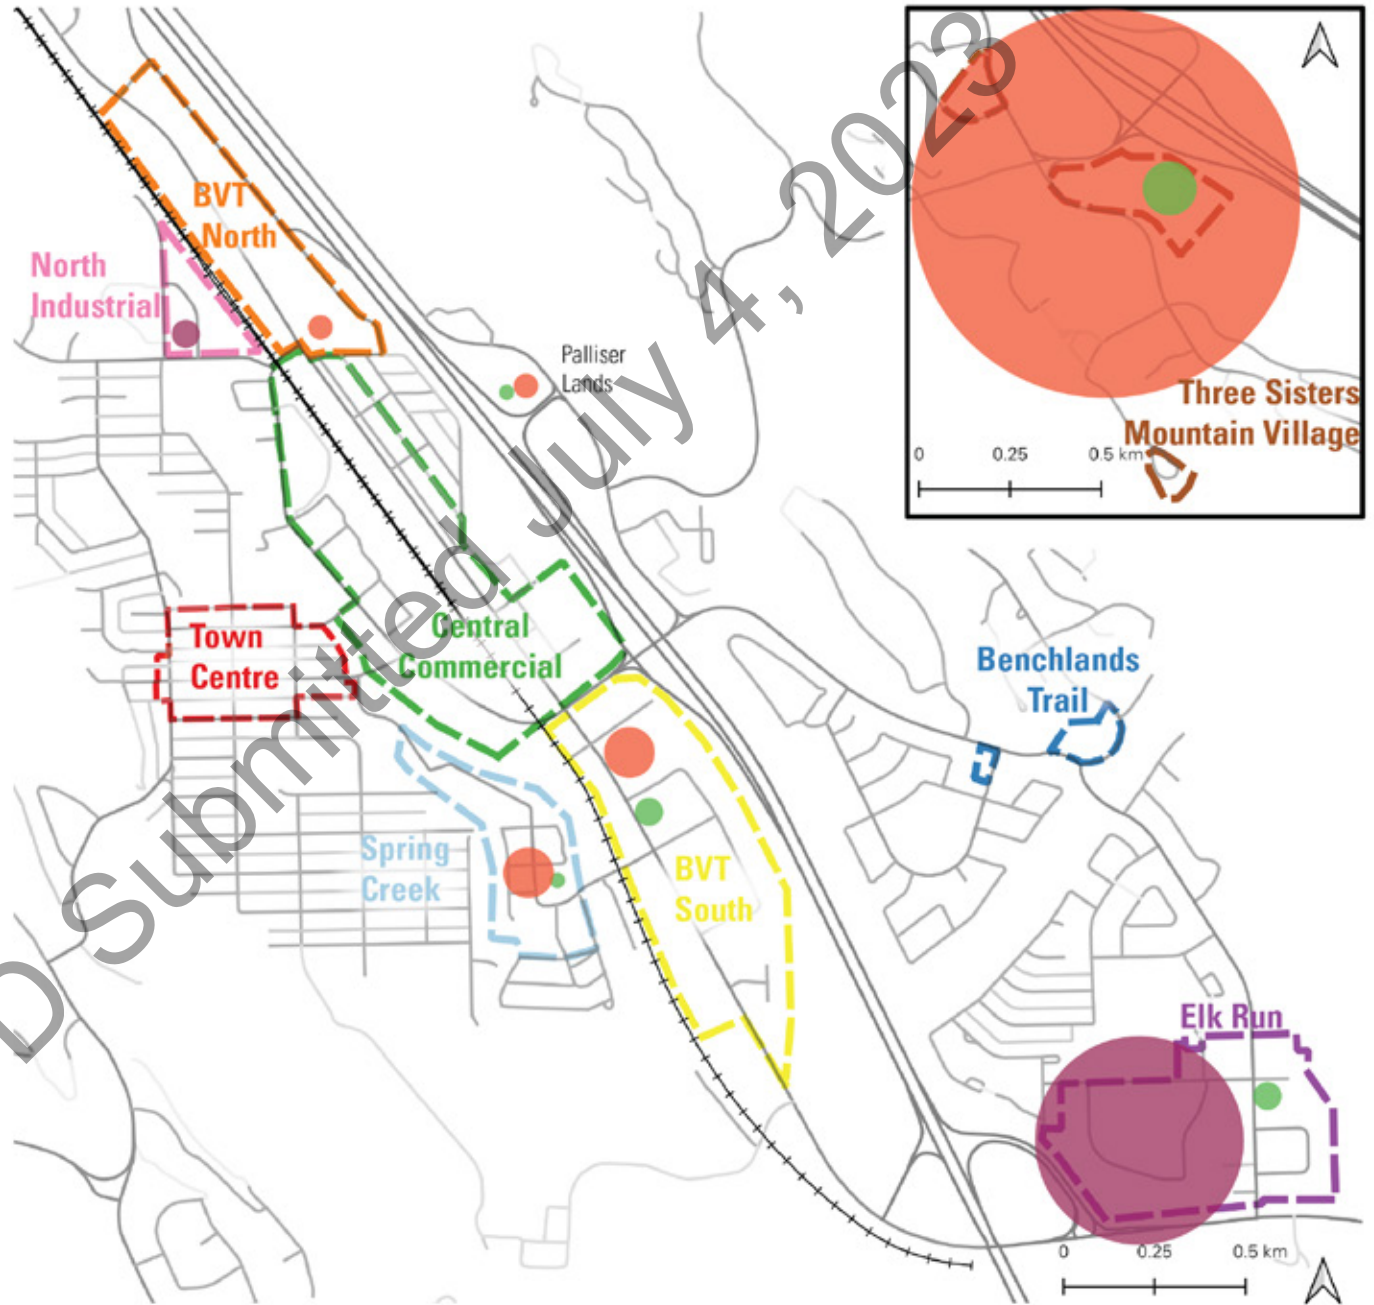 BVT
North
North
Industrial
Palliser
Lands
Three Sisters
Mountain Village
0 0.25 0.5 km
Central
Commercial
Town
Centre
Benchlands
Trail
Spring
Creek
BVT
South
Elk Run
0 0.25 0.5 km
D Submitted July 4, 2023